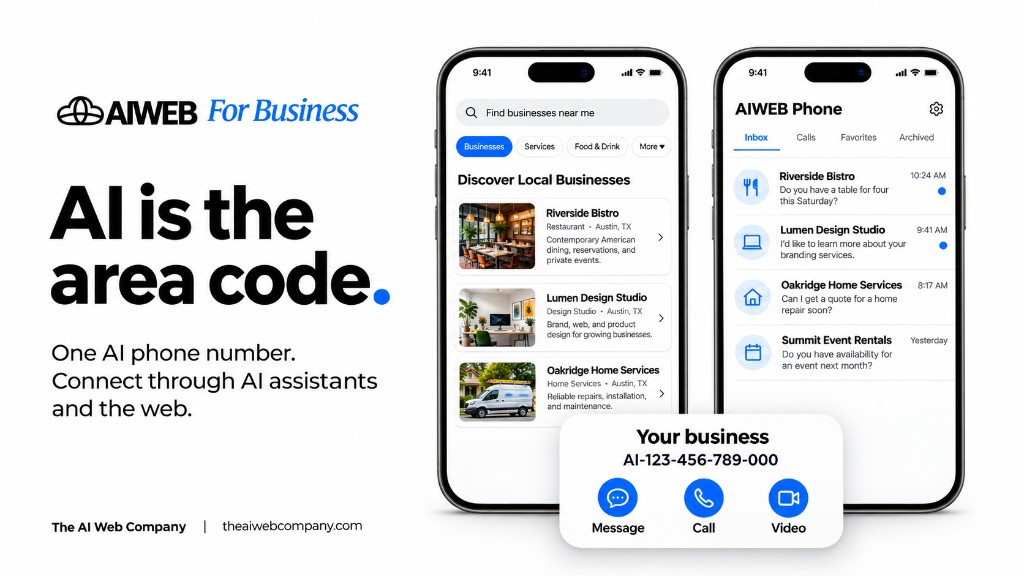 AIWEB For Business
AI is the
area code.
One AI phone number.
Connect through AI assistants
and the web.
The AI Web Company | theaiwebcompany.com
9:41
Find businesses near me
Businesses Services Food & Drink More ▾
Discover Local Businesses
Riverside Bistro
Restaurant • Austin, TX
Contemporary American
dining, reservations, and
private events.
Lumen Design Studio
Design Studio • Austin, TX
Brand, web, and product
design for growing businesses.
Oakridge Home Services
Home Services • Austin, TX
Reliable repairs, installation,
and maintenance.
9:41
AIWEB Phone
Inbox Calls Favorites Archived
Riverside Bistro 10:24 AM
Do you have a table for four
this Saturday?
Lumen Design Studio 9:41 AM
I'd like to learn more about your
branding services.
Oakridge Home Services 8:17 AM
Can I get a quote for a home
repair soon?
Summit Event Rentals Yesterday
Do you have availability for
an event next month?
Your business
AI-123-456-789-000
Message Call Video